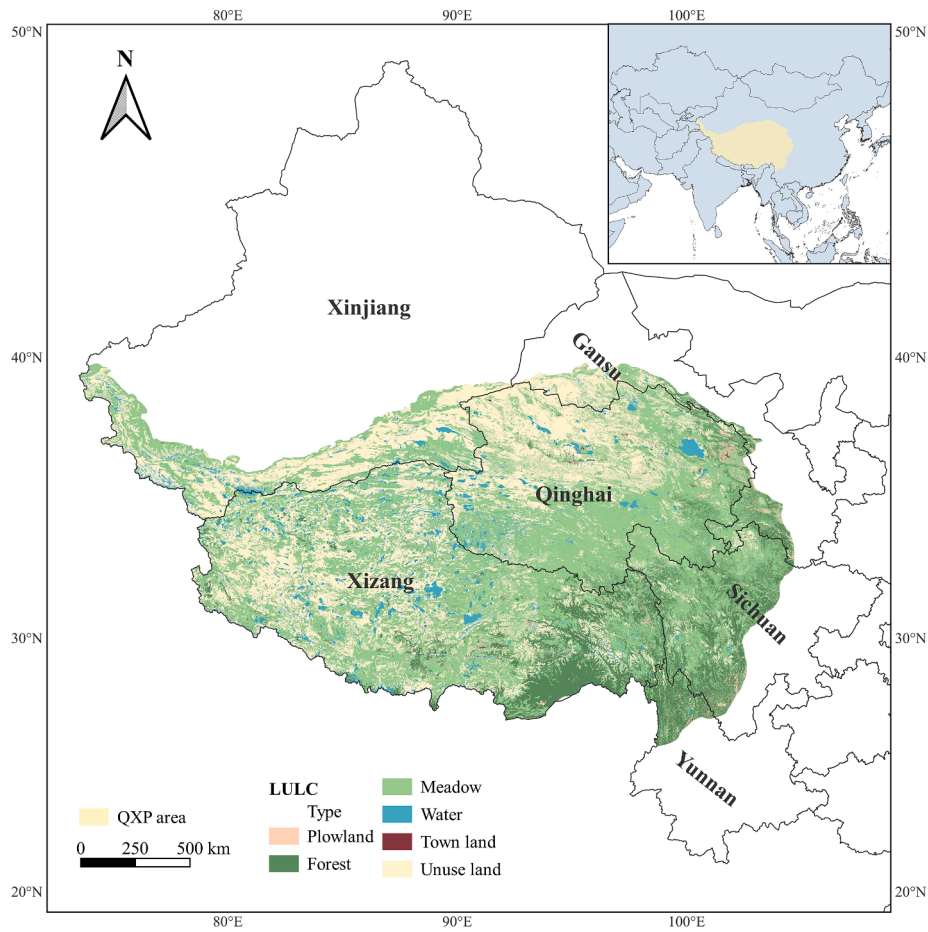 80°E 90°E 100°E
50°N 50°N
N
Xinjiang
Gansu
40°N 40°N
Qinghai
Xizang
Sichuan
30°N 30°N
Yunnan
LULC
Type
Plowland
Forest
Meadow
Water
Town land
Unuse land
QXP area
0 250 500 km
20°N 20°N
80°E 90°E 100°E